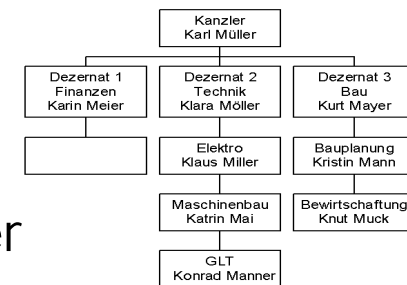 Kanzler
Karl Müller
Dezernat 1
Finanzen
Karin Meier
Dezernat 2
Technik
Klara Möller
Dezernat 3
Bau
Kurt Mayer
Elektro
Klaus Miller
Bauplanung
Kristin Mann
Maschinenbau
Katrin Mai
Bewirtschaftung
Knut Muck
GLT
Konrad Manner
er